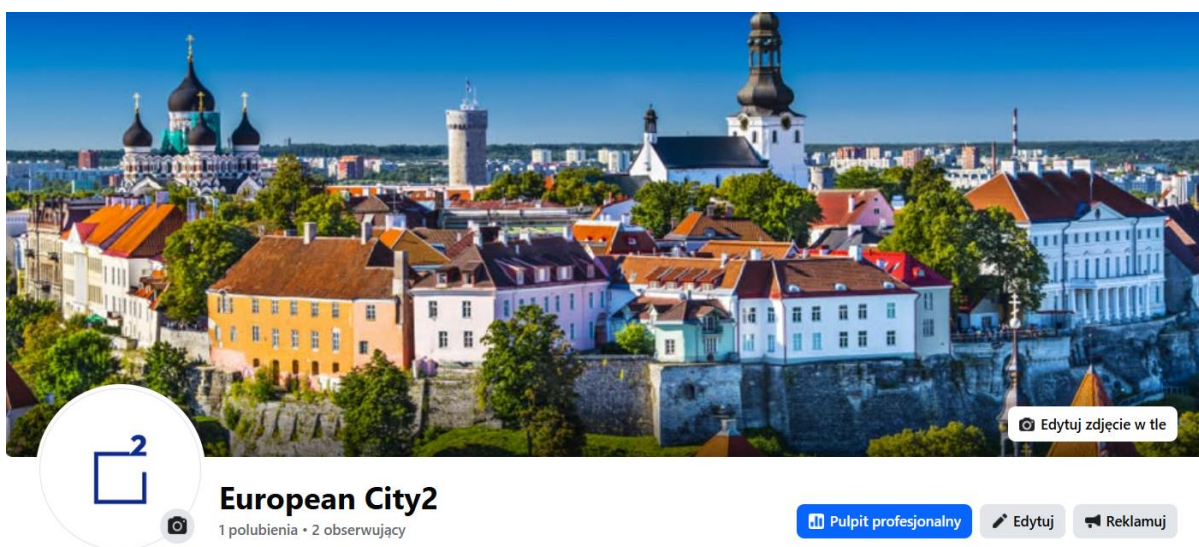 Edytuj zdjęcie w tle
2
European City2
1 polubienia • 2 obserwujący
Pulpit profesjonalny
Edytuj
Reklamuj